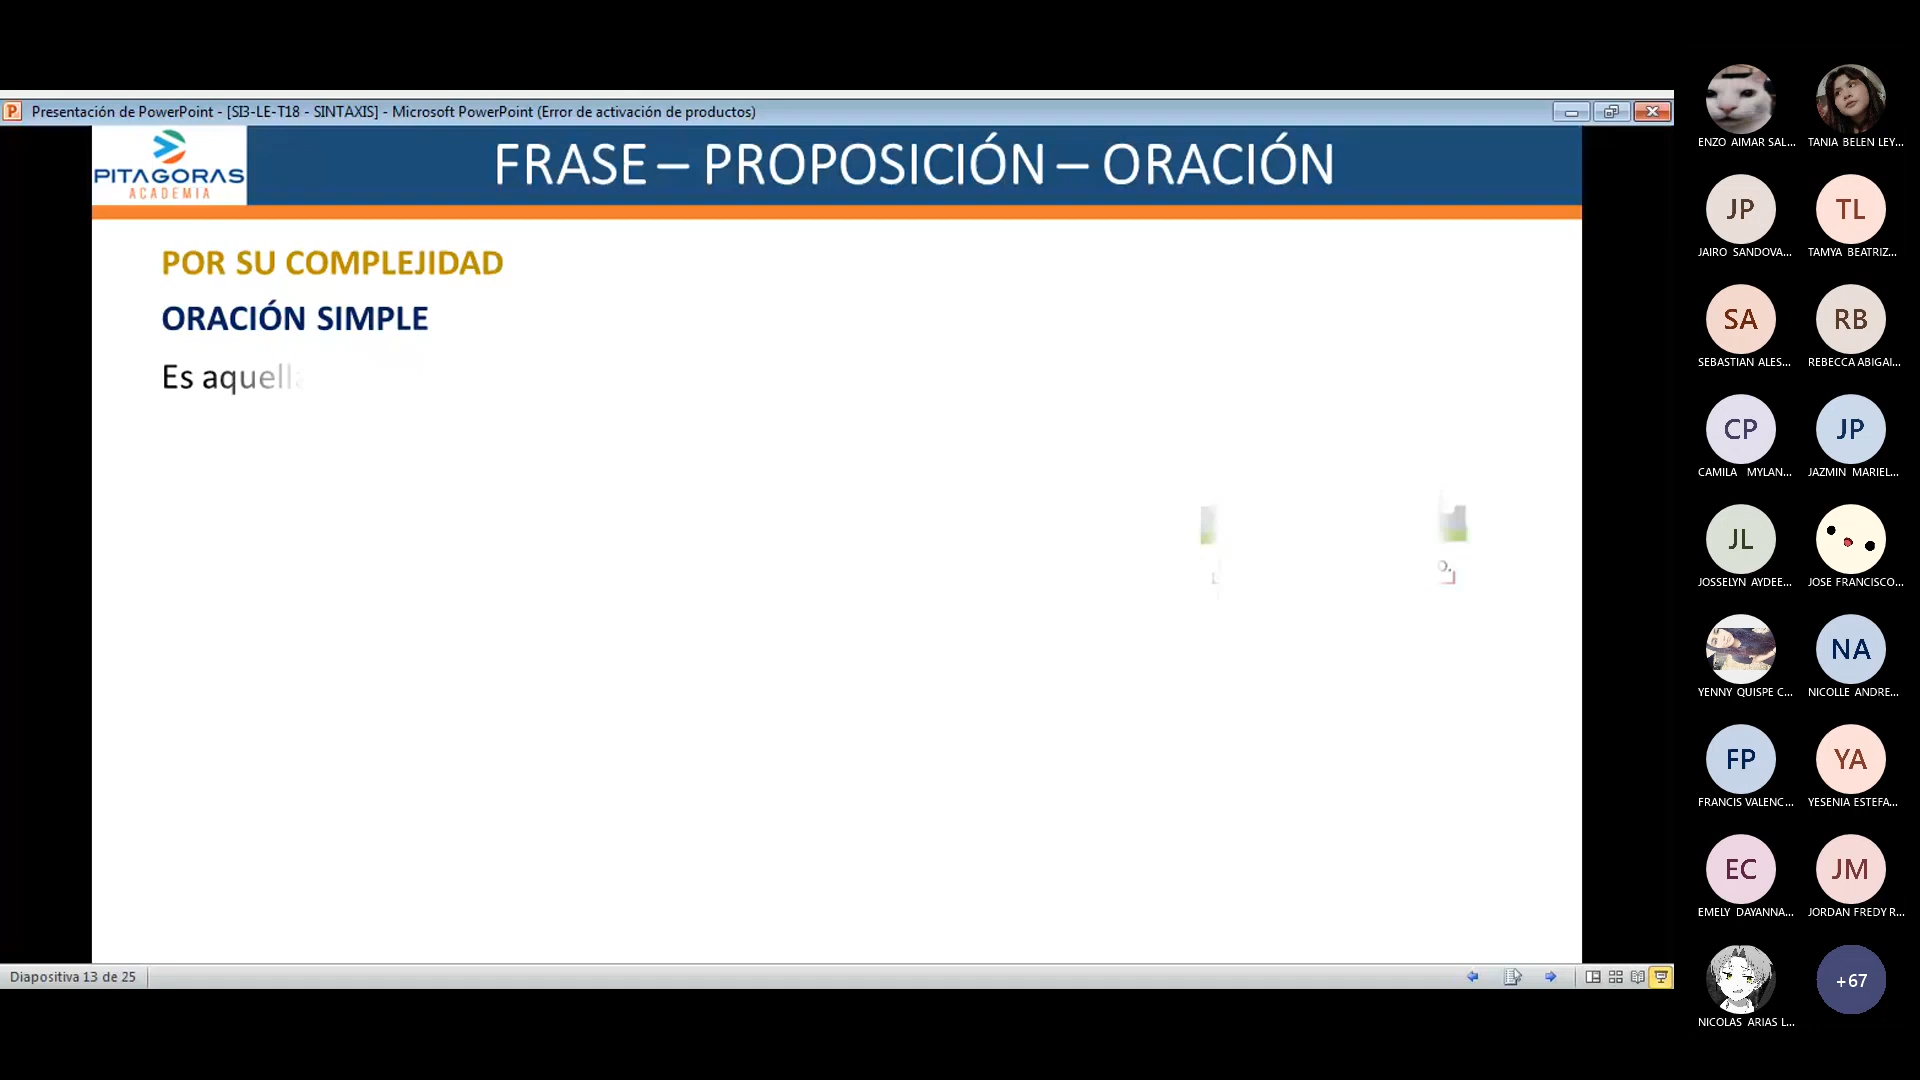 Presentación de PowerPoint - [SI3-LE-T18 - SINTAXIS] - Microsoft PowerPoint (Error de activación de productos)
PITAGORAS
ACADEMIA
FRASE – PROPOSICIÓN – ORACIÓN
POR SU COMPLEJIDAD
ORACIÓN SIMPLE
Es aquella
Diapositiva 13 de 25
ENZO AIMAR SAL...
TANIA BELEN LEY...
JP
TL
JAIRO SANDOVA...
TAMYA BEATRIZ...
SA
RB
SEBASTIAN ALES...
REBECCA ABIGAI...
CP
JP
CAMILA MYLAN...
JAZMIN MARIEL...
JL
JOSSELYN AYDEE...
JOSE FRANCISCO...
NA
YENNY QUISPE C...
NICOLLE ANDRE...
FP
YA
FRANCIS VALENC...
YESENIA ESTEFA...
EC
JM
EMELY DAYANNA...
JORDAN FREDY R...
+67
NICOLAS ARIAS L...